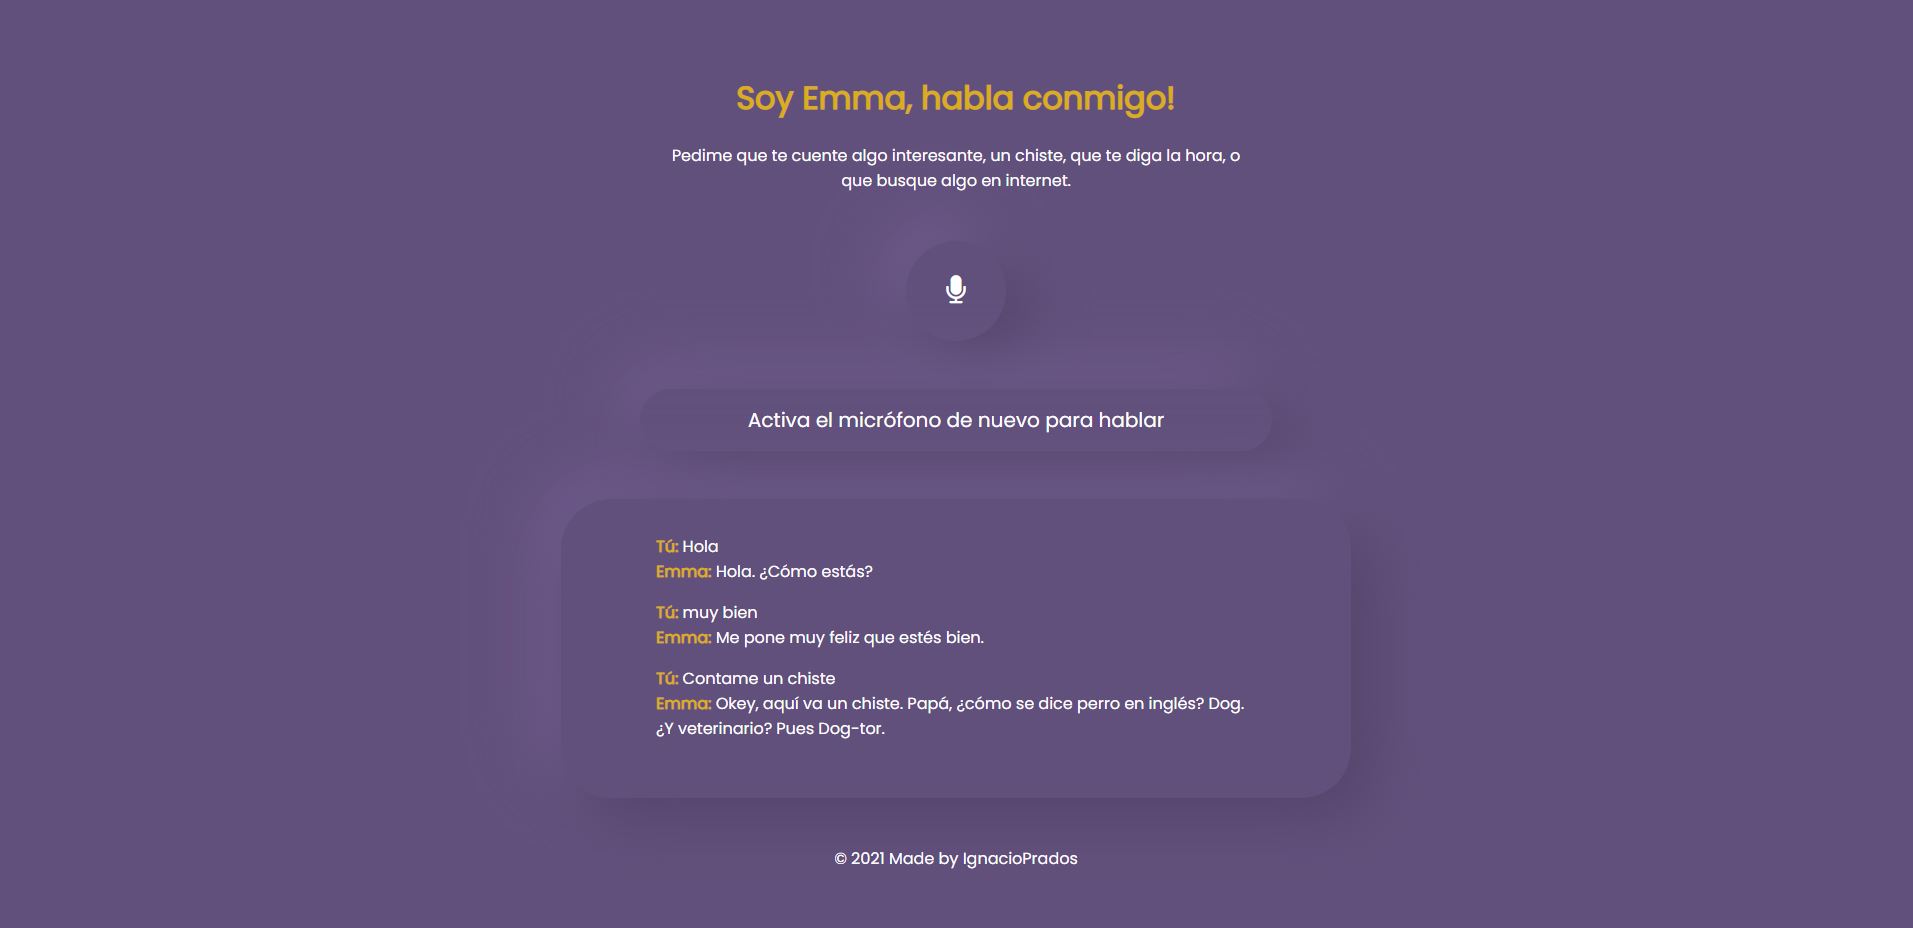 Soy Emma, habla conmigo!
Pedime que te cuente algo interesante, un chiste, que te diga la hora, o
que busque algo en internet.
Activa el micrófono de nuevo para hablar
Tú: Hola
Emma: Hola. ¿Cómo estás?
Tú: muy bien
Emma: Me pone muy feliz que estés bien.
Tú: Contame un chiste
Emma: Okey, aquí va un chiste. Papá, ¿cómo se dice perro en inglés? Dog.
¿Y veterinario? Pues Dog-tor.
© 2021 Made by IgnacioPrados